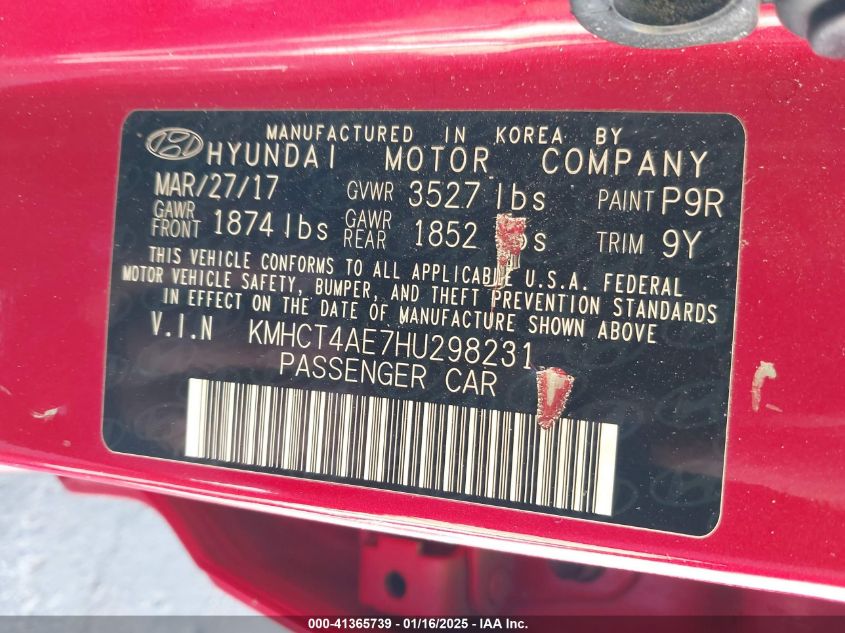 MANUFACTURED IN KOREA BY
HYUNDAI MOTOR COMPANY
MAR/27/17 GVWR 3527 lbs PAINT P9R
GAWR FRONT 1874 lbs GAWR REAR 1852 TRIM 9Y
THIS VEHICLE CONFORMS TO ALL APPLICABLE U.S.A. FEDERAL
MOTOR VEHICLE SAFETY, BUMPER, AND THEFT PREVENTION STANDARDS
IN EFFECT ON THE DATE OF MANUFACTURE SHOWN ABOVE
V.I.N KMHCT4AE7HU298231
PASSENGER CAR
000-41365739 - 01/16/2025 - IAA Inc.